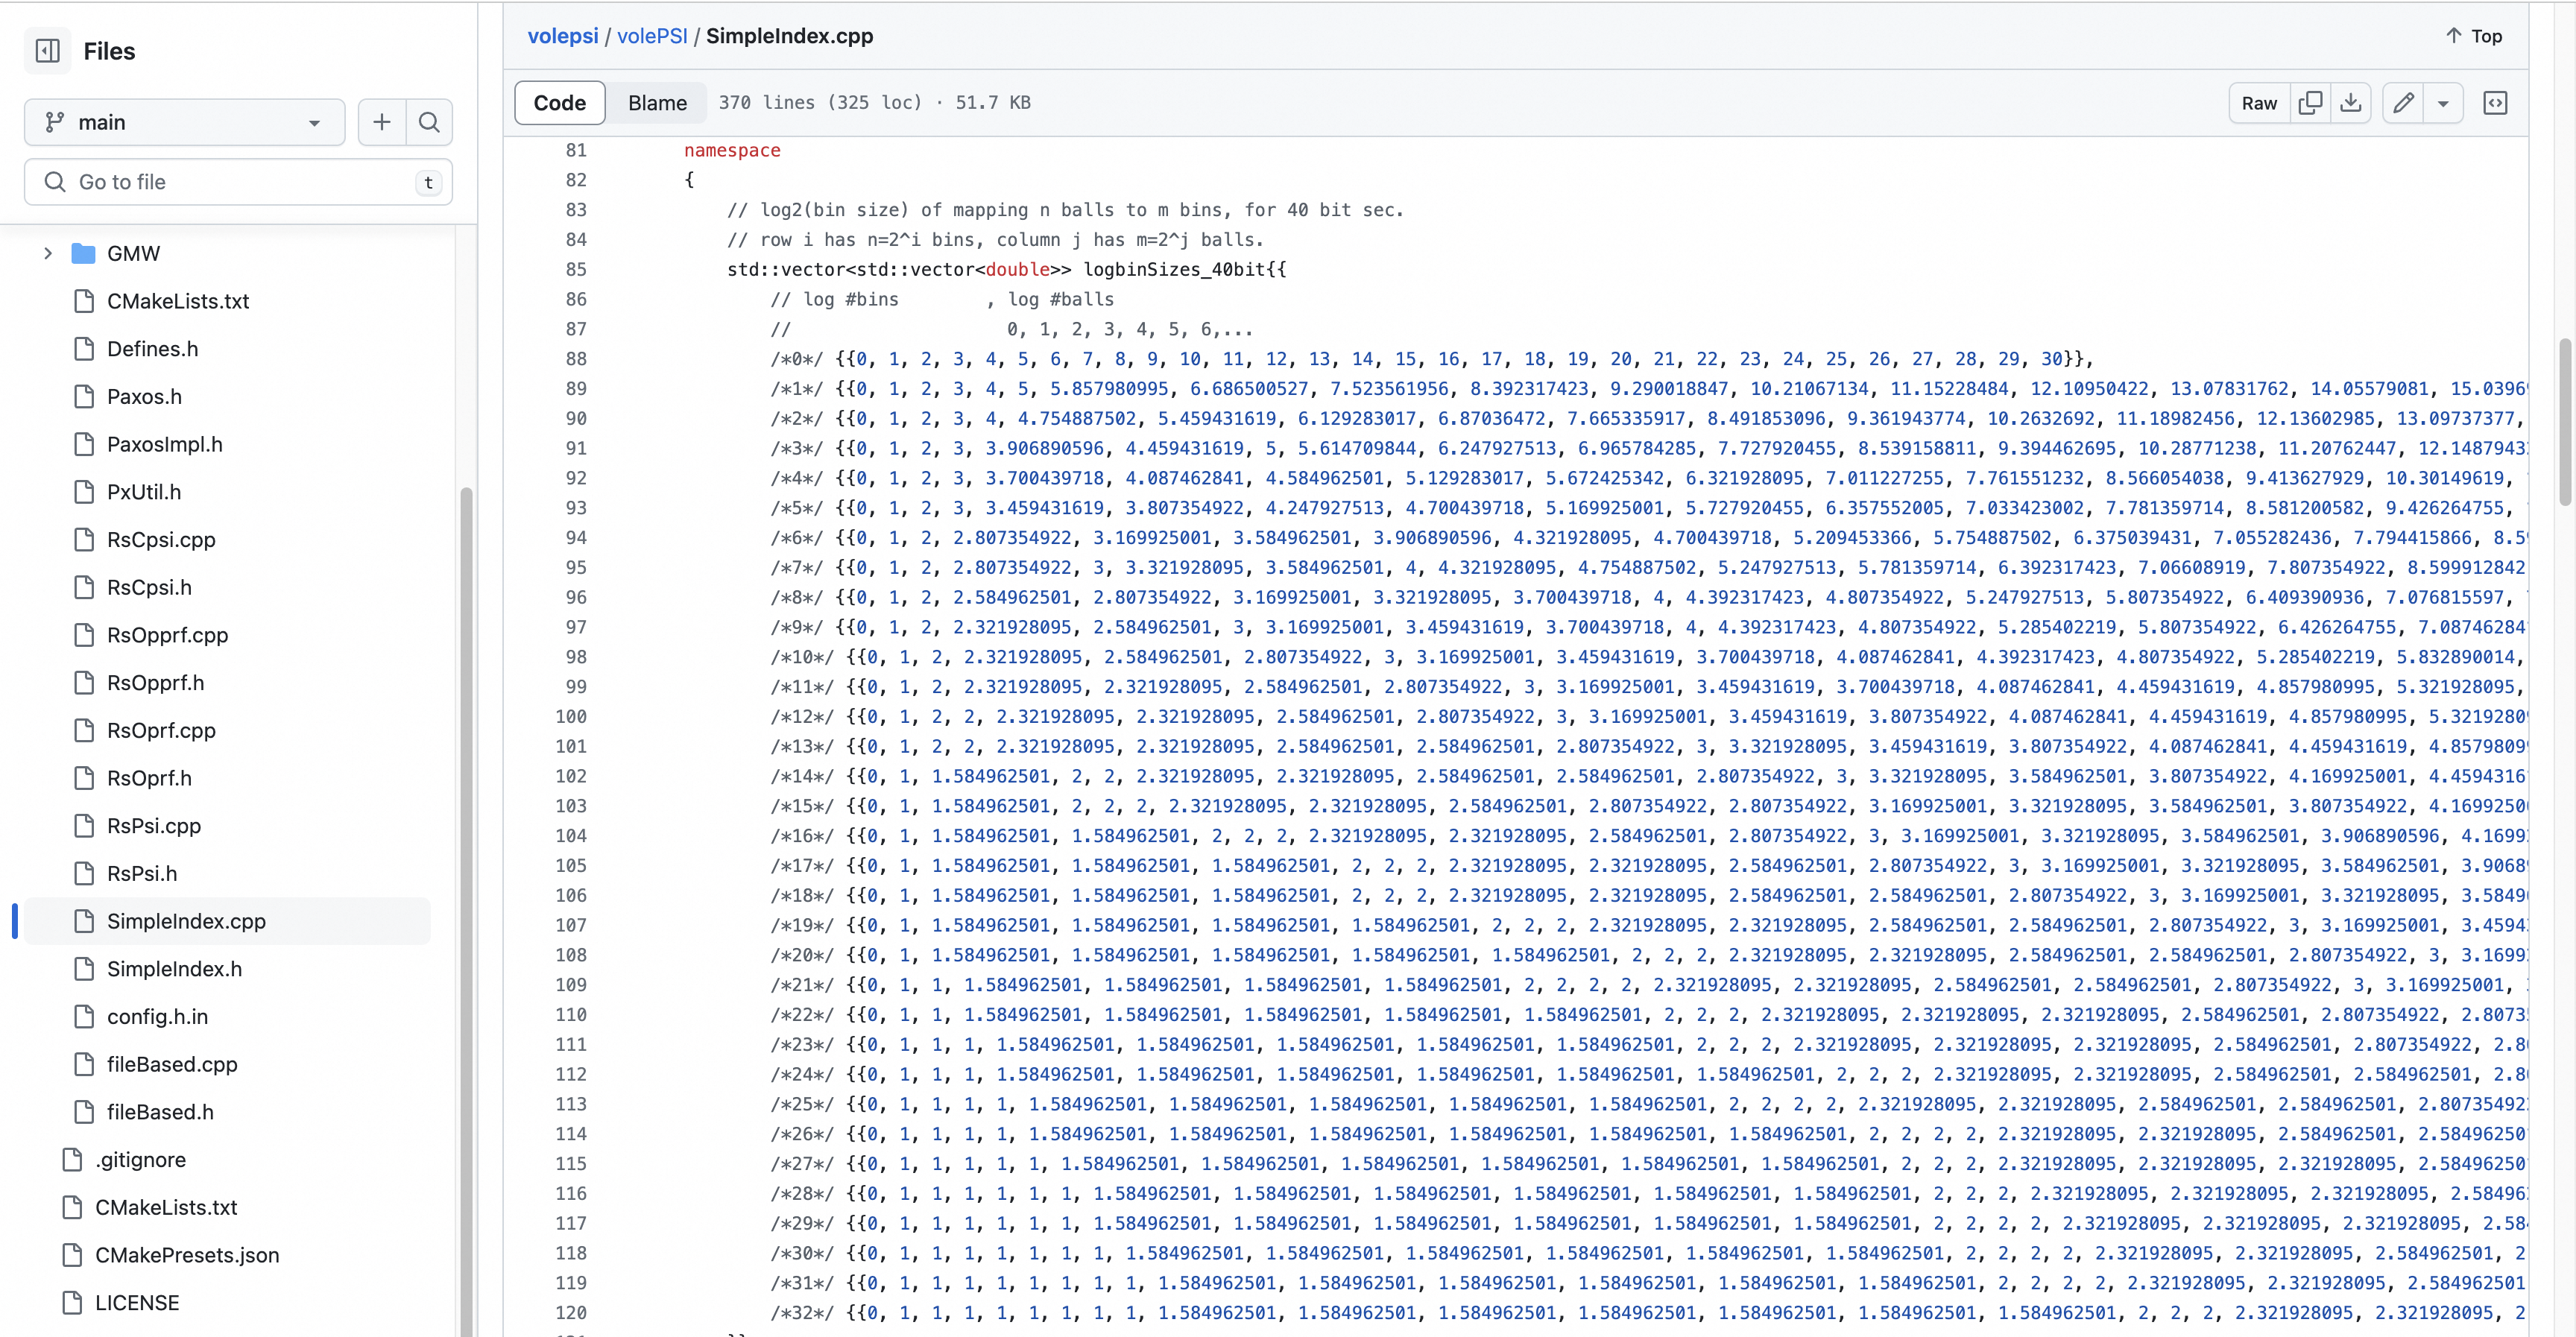 Files
main
Go to file
t
GMW
CMakeLists.txt
Defines.h
Paxos.h
PaxosImpl.h
PxUtil.h
RsCpsi.cpp
RsCpsi.h
RsOpprf.cpp
RsOpprf.h
RsOprf.cpp
RsOprf.h
RsPsi.cpp
RsPsi.h
SimpleIndex.cpp
SimpleIndex.h
config.h.in
fileBased.cpp
fileBased.h
.gitignore
CMakeLists.txt
CMakePresets.json
LICENSE
volepsi / volePSI / SimpleIndex.cpp
Top
Code Blame 370 lines (325 loc) · 51.7 KB
Raw
81 namespace
82 {
83 // log2(bin size) of mapping n balls to m bins, for 40 bit sec.
84 // row i has n=2^i bins, column j has m=2^j balls.
85 std::vector<std::vector<double>> logbinSizes_40bit{{
86 // log #bins , log #balls
87 // 0, 1, 2, 3, 4, 5, 6,...
88 /*0*/ {{0, 1, 2, 3, 4, 5, 6, 7, 8, 9, 10, 11, 12, 13, 14, 15, 16, 17, 18, 19, 20, 21, 22, 23, 24, 25, 26, 27, 28, 29, 30}},
89 /*1*/ {{0, 1, 2, 3, 4, 5, 5.857980995, 6.686500527, 7.523561956, 8.392317423, 9.290018847, 10.21067134, 11.15228484, 12.10950422, 13.07831762, 14.05579081,
90 /*2*/ {{0, 1, 2, 3, 4, 4.754887502, 5.459431619, 6.129283017, 6.87036472, 7.665335917, 8.491853096, 9.361943774, 10.2632692, 11.18982456, 12.13602985, 13.09737377,
91 /*3*/ {{0, 1, 2, 3, 3.906890596, 4.459431619, 5, 5.614709844, 6.247927513, 6.965784285, 7.727920455, 8.539158811, 9.394462695, 10.28771238, 11.20762447,
92 /*4*/ {{0, 1, 2, 3, 3.700439718, 4.087462841, 4.584962501, 5.129283017, 5.672425342, 6.321928095, 7.011227255, 7.761551232, 8.566054038, 9.413627929, 10.30149619,
93 /*5*/ {{0, 1, 2, 3, 3.459431619, 3.807354922, 4.247927513, 4.700439718, 5.169925001, 5.727920455, 6.357552005, 7.033423002, 7.781359714, 8.581200582, 9.426264755,
94 /*6*/ {{0, 1, 2, 2.807354922, 3.169925001, 3.584962501, 3.906890596, 4.321928095, 4.700439718, 5.209453366, 5.754887502, 6.375039431, 7.055282436, 7.794415866,
95 /*7*/ {{0, 1, 2, 2.807354922, 3, 3.321928095, 3.584962501, 4, 4.321928095, 4.754887502, 5.247927513, 5.781359714, 6.392317423, 7.06608919, 7.807354922, 8.599912842
96 /*8*/ {{0, 1, 2, 2.584962501, 2.807354922, 3.169925001, 3.321928095, 3.700439718, 4, 4.392317423, 4.807354922, 5.247927513, 5.807354922, 6.409390936, 7.076815597,
97 /*9*/ {{0, 1, 2, 2.321928095, 2.584962501, 3, 3.169925001, 3.459431619, 3.700439718, 4, 4.392317423, 4.807354922, 5.285402219, 5.807354922, 6.426264755,
98 /*10*/ {{0, 1, 2, 2.321928095, 2.584962501, 2.807354922, 3, 3.169925001, 3.459431619, 3.700439718, 4.087462841, 4.392317423, 4.807354922, 5.285402219, 5.832890014,
99 /*11*/ {{0, 1, 2, 2.321928095, 2.321928095, 2.584962501, 2.807354922, 3, 3.169925001, 3.459431619, 3.700439718, 4.087462841, 4.459431619, 4.857980995, 5.321928095,
100 /*12*/ {{0, 1, 2, 2, 2.321928095, 2.321928095, 2.584962501, 2.807354922, 3, 3.169925001, 3.459431619, 3.807354922, 4.087462841, 4.459431619, 4.857980995,
101 /*13*/ {{0, 1, 2, 2, 2.321928095, 2.321928095, 2.584962501, 2.584962501, 2.807354922, 3, 3.321928095, 3.459431619, 3.807354922, 4.087462841, 4.459431619,
102 /*14*/ {{0, 1, 1.584962501, 2, 2, 2.321928095, 2.321928095, 2.584962501, 2.584962501, 2.807354922, 3, 3.321928095, 3.584962501, 3.807354922, 4.169925001,
103 /*15*/ {{0, 1, 1.584962501, 2, 2, 2, 2.321928095, 2.321928095, 2.584962501, 2.807354922, 2.807354922, 3.169925001, 3.321928095, 3.584962501, 3.807354922,
104 /*16*/ {{0, 1, 1.584962501, 1.584962501, 2, 2, 2, 2.321928095, 2.321928095, 2.584962501, 2.807354922, 3, 3.169925001, 3.321928095, 3.584962501, 3.906890596,
105 /*17*/ {{0, 1, 1.584962501, 1.584962501, 1.584962501, 2, 2, 2, 2.321928095, 2.321928095, 2.584962501, 2.807354922, 3, 3.169925001, 3.321928095, 3.584962501,
106 /*18*/ {{0, 1, 1.584962501, 1.584962501, 1.584962501, 2, 2, 2, 2.321928095, 2.321928095, 2.584962501, 2.584962501, 2.807354922, 3, 3.169925001, 3.321928095,
107 /*19*/ {{0, 1, 1.584962501, 1.584962501, 1.584962501, 1.584962501, 2, 2, 2, 2.321928095, 2.321928095, 2.584962501, 2.584962501, 2.807354922, 3, 3.169925001,
108 /*20*/ {{0, 1, 1.584962501, 1.584962501, 1.584962501, 1.584962501, 1.584962501, 2, 2, 2, 2.321928095, 2.321928095, 2.584962501, 2.584962501, 2.807354922, 3,
109 /*21*/ {{0, 1, 1, 1.584962501, 1.584962501, 1.584962501, 1.584962501, 2, 2, 2, 2, 2.321928095, 2.321928095, 2.584962501, 2.584962501, 2.807354922, 3, 3.169925001,
110 /*22*/ {{0, 1, 1, 1.584962501, 1.584962501, 1.584962501, 1.584962501, 1.584962501, 2, 2, 2, 2.321928095, 2.321928095, 2.321928095, 2.584962501, 2.807354922,
111 /*23*/ {{0, 1, 1, 1, 1.584962501, 1.584962501, 1.584962501, 1.584962501, 1.584962501, 2, 2, 2, 2.321928095, 2.321928095, 2.321928095, 2.584962501, 2.807354922,
112 /*24*/ {{0, 1, 1, 1, 1.584962501, 1.584962501, 1.584962501, 1.584962501, 1.584962501, 1.584962501, 2, 2, 2, 2.321928095, 2.321928095, 2.584962501, 2.584962501,
113 /*25*/ {{0, 1, 1, 1, 1, 1.584962501, 1.584962501, 1.584962501, 1.584962501, 1.584962501, 2, 2, 2, 2, 2.321928095, 2.321928095, 2.584962501, 2.584962501,
114 /*26*/ {{0, 1, 1, 1, 1, 1.584962501, 1.584962501, 1.584962501, 1.584962501, 1.584962501, 1.584962501, 2, 2, 2, 2, 2.321928095, 2.321928095, 2.584962501,
115 /*27*/ {{0, 1, 1, 1, 1, 1, 1.584962501, 1.584962501, 1.584962501, 1.584962501, 1.584962501, 1.584962501, 2, 2, 2, 2.321928095, 2.321928095, 2.321928095,
116 /*28*/ {{0, 1, 1, 1, 1, 1, 1, 1.584962501, 1.584962501, 1.584962501, 1.584962501, 1.584962501, 1.584962501, 2, 2, 2, 2.321928095, 2.321928095, 2.321928095,
117 /*29*/ {{0, 1, 1, 1, 1, 1, 1, 1.584962501, 1.584962501, 1.584962501, 1.584962501, 1.584962501, 1.584962501, 2, 2, 2, 2, 2.321928095, 2.321928095, 2.321928095,
118 /*30*/ {{0, 1, 1, 1, 1, 1, 1, 1, 1.584962501, 1.584962501, 1.584962501, 1.584962501, 1.584962501, 1.584962501, 2, 2, 2, 2, 2.321928095, 2.321928095, 2.584962501, 2
119 /*31*/ {{0, 1, 1, 1, 1, 1, 1, 1, 1, 1.584962501, 1.584962501, 1.584962501, 1.584962501, 1.584962501, 1.584962501, 2, 2, 2, 2, 2.321928095, 2.321928095, 2.584962501
120 /*32*/ {{0, 1, 1, 1, 1, 1, 1, 1, 1, 1.584962501, 1.584962501, 1.584962501, 1.584962501, 1.584962501, 1.584962501, 1.584962501, 2, 2, 2, 2.321928095, 2.321928095, 2